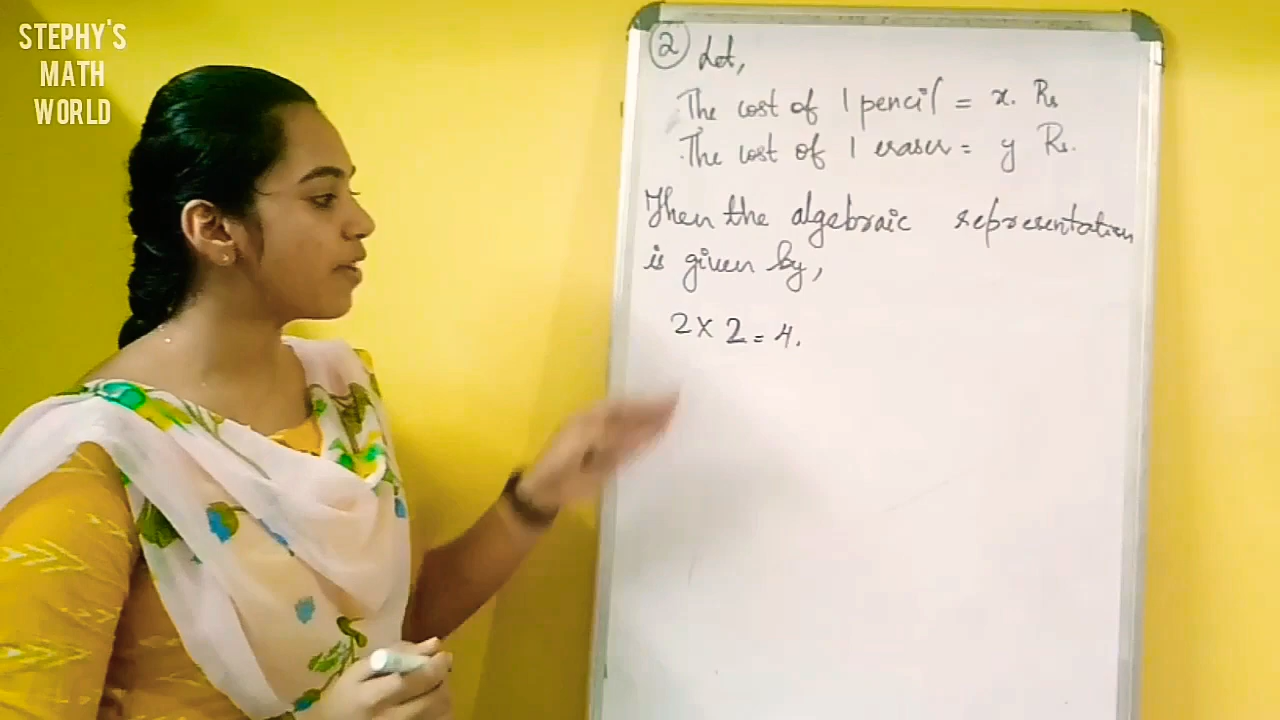 STEPHY'S
MATH
WORLD
② Let,
The cost of 1 pencil = x. Rs
The cost of 1 eraser = y Rs.
Then the algebraic representation
is given by,
2 x 2 = 4.